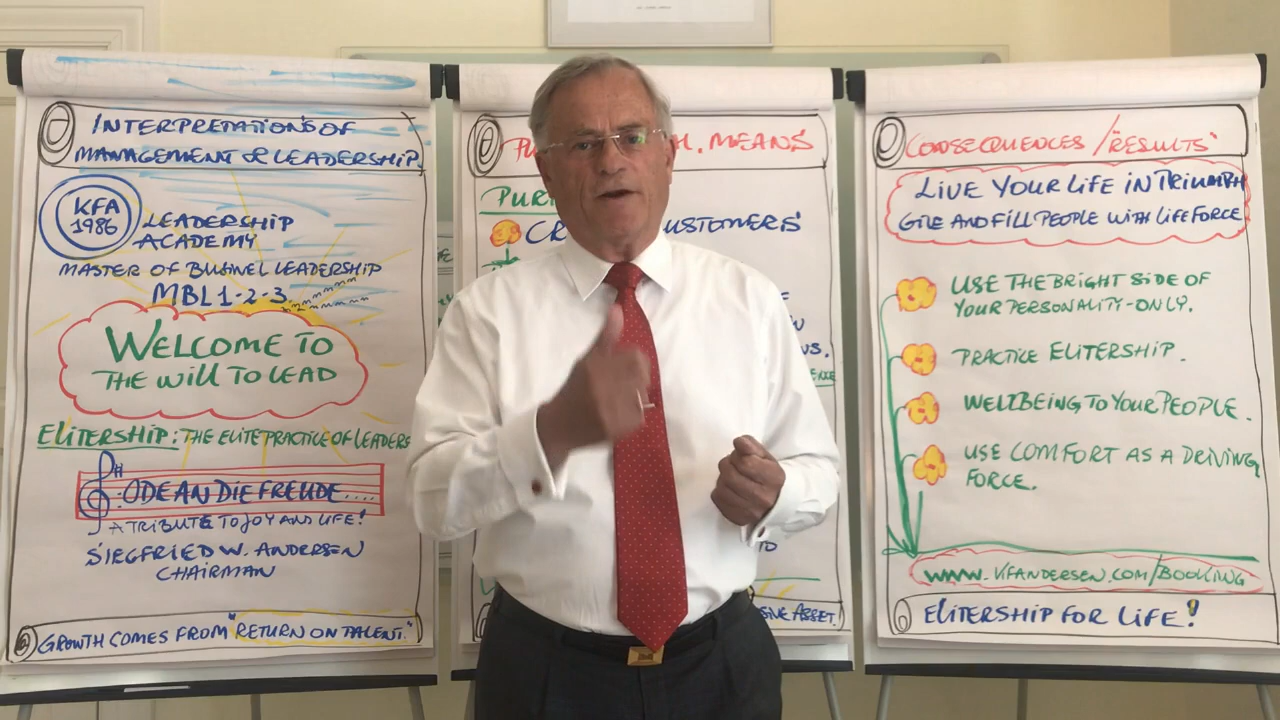 INTERPRETATIONS OF
MANAGEMENT & LEADERSHIP.
KFA
1986
LEADERSHIP
ACADEMY
MASTER OF BUSINEL LEADERSHIP
MBL 1-2-3.
WELCOME TO
THE WILL TO LEAD
ELITERSHIP: THE ELITE PRACTICE OF LEADERS
ODE AN DIE FREUDE....
A TRIBUTE TO JOY AND LIFE!
SIEGFRIED W. ANDERSEN
CHAIRMAN
GROWTH COMES FROM "RETURN ON TALENT."
MEANS
CUSTOMERS
ASSET.
CONSEQUENCES / "RESULTS"
LIVE YOUR LIFE IN TRIUMPH
GIVE AND FILL PEOPLE WITH LIFE FORCE
USE THE BRIGHT SIDE OF
YOUR PERSONALITY-ONLY.
PRACTICE ELITERSHIP.
WELLBEING TO YOUR PEOPLE.
USE COMFORT AS A DRIVING
FORCE.
WWW.KFANDERSEN.COM/BOOKING
ELITERSHIP FOR LIFE!